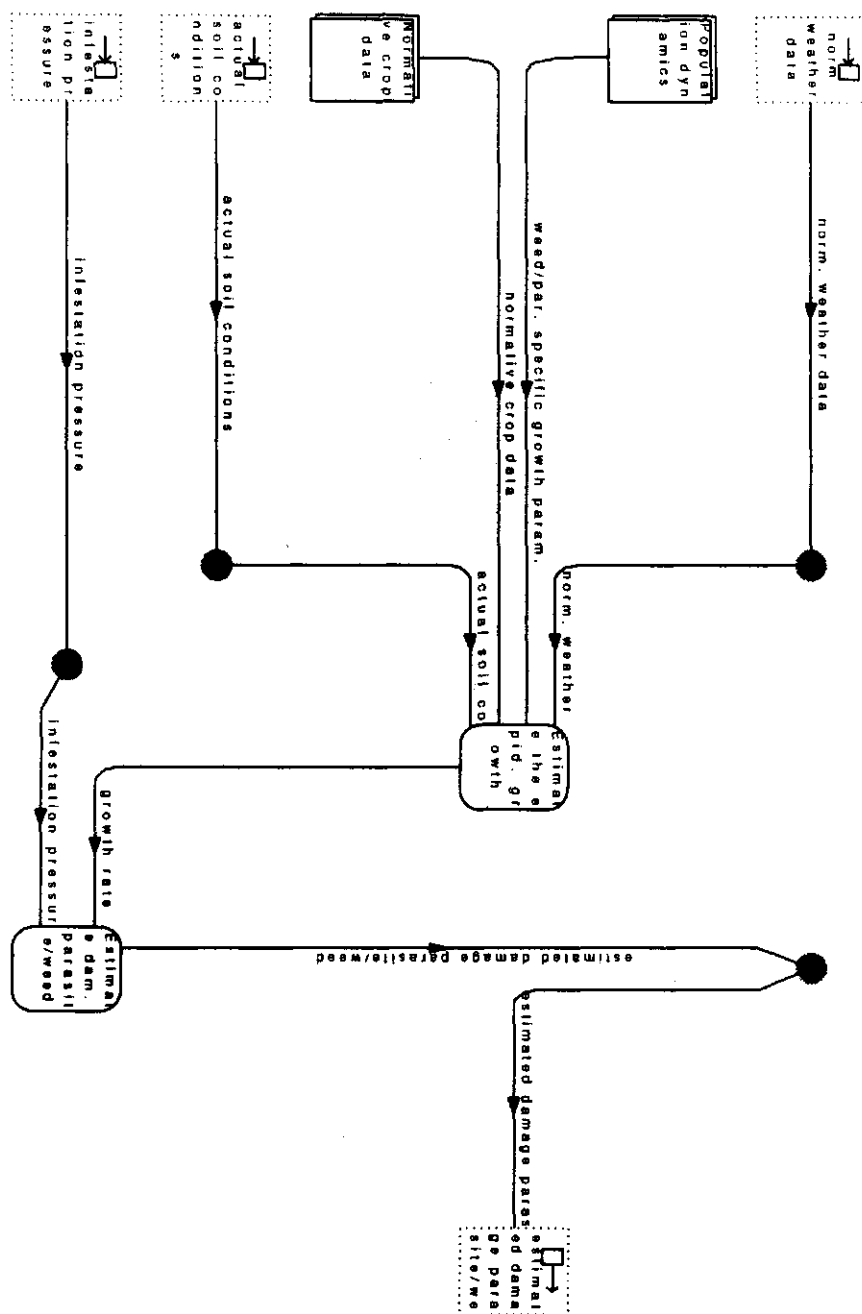 norm
weather
data
norm. weather data
norm. weather
Populat
ion dyn
amics
weed/par. specific growth param.
Normati
ve crop
data
normative crop data
actual
soil co
ndition
s
actual soil conditions
actual soil co
Estimat
e the e
pid. gr
owth
infesta
tion pr
essure
infestation pressure
infestation pressur
growth rate
Estimat
e dam.
parasit
e/weed
estimated damage parasite/weed
estimated damage paras
estimat
ed dama
ge para
site/we